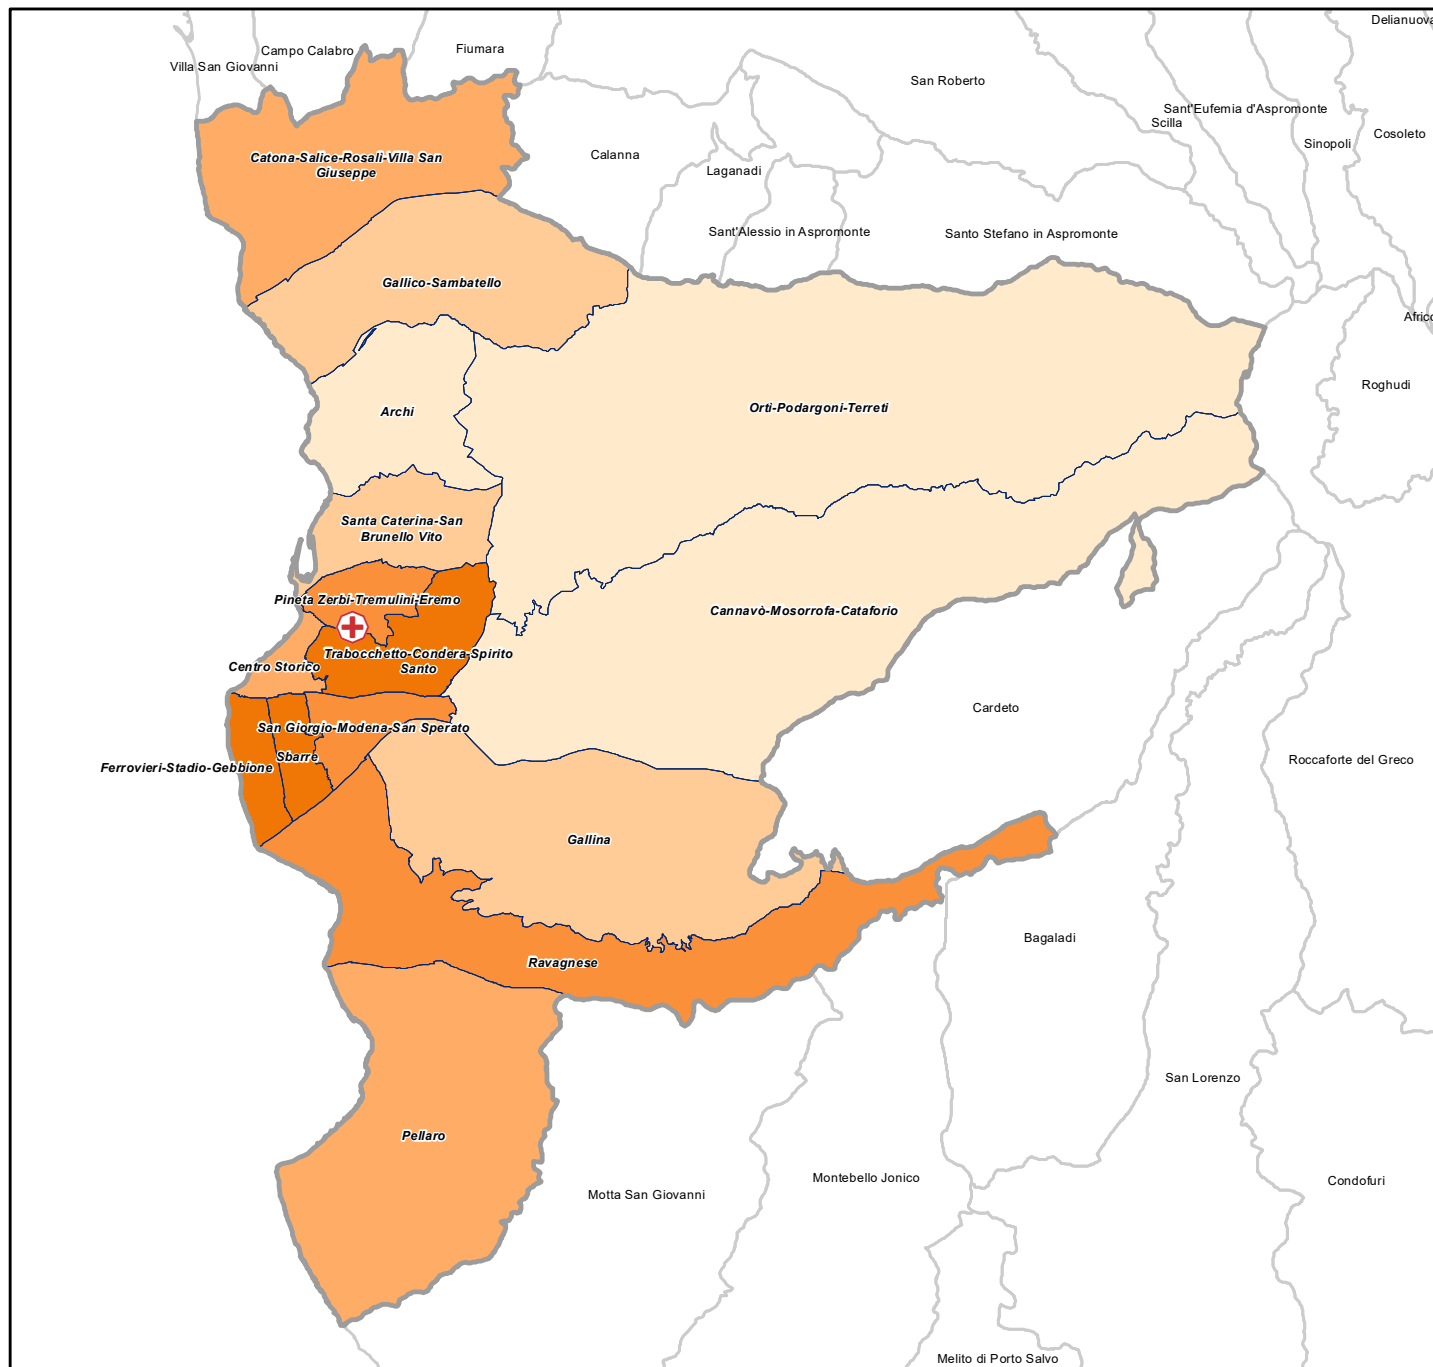 Delianuova
Campo Calabro
Fiumara
Villa San Giovanni
San Roberto
Sant'Eufemia d'Aspromonte
Scilla
Cosoleto
Sinopoli
Catona-Salice-Rosali-Villa San
Giuseppe
Calanna
Laganadi
Sant'Alessio in Aspromonte
Santo Stefano in Aspromonte
Gallico-Sambatello
Africo
Roghudi
Archi
Orti-Podargoni-Terreti
Santa Caterina-San
Brunello Vito
Pineta Zerbi-Tremulini-Eremo
Cannavò-Mosorrofa-Cataforio
Trabocchetto-Condera-Spirito
Santo
Centro Storico
Cardeto
San Giorgio-Modena-San Sperato
Sbarre
Ferrovieri-Stadio-Gebbione
Roccaforte del Greco
Gallina
Bagaladi
Ravagnese
San Lorenzo
Pellaro
Montebello Jonico
Condofuri
Motta San Giovanni
Melito di Porto Salvo